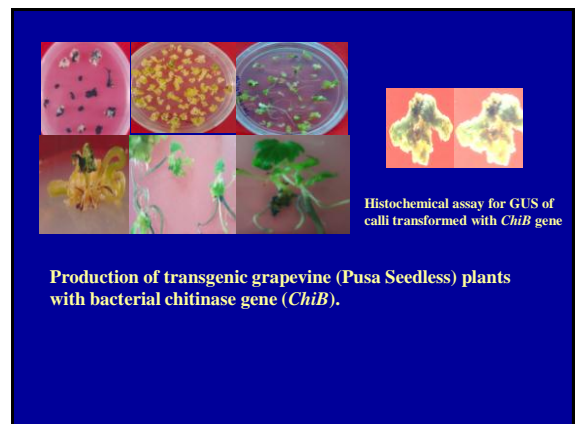 Histochemical assay for GUS of
calli transformed with ChiB gene
Production of transgenic grapevine (Pusa Seedless) plants
with bacterial chitinase gene (ChiB).